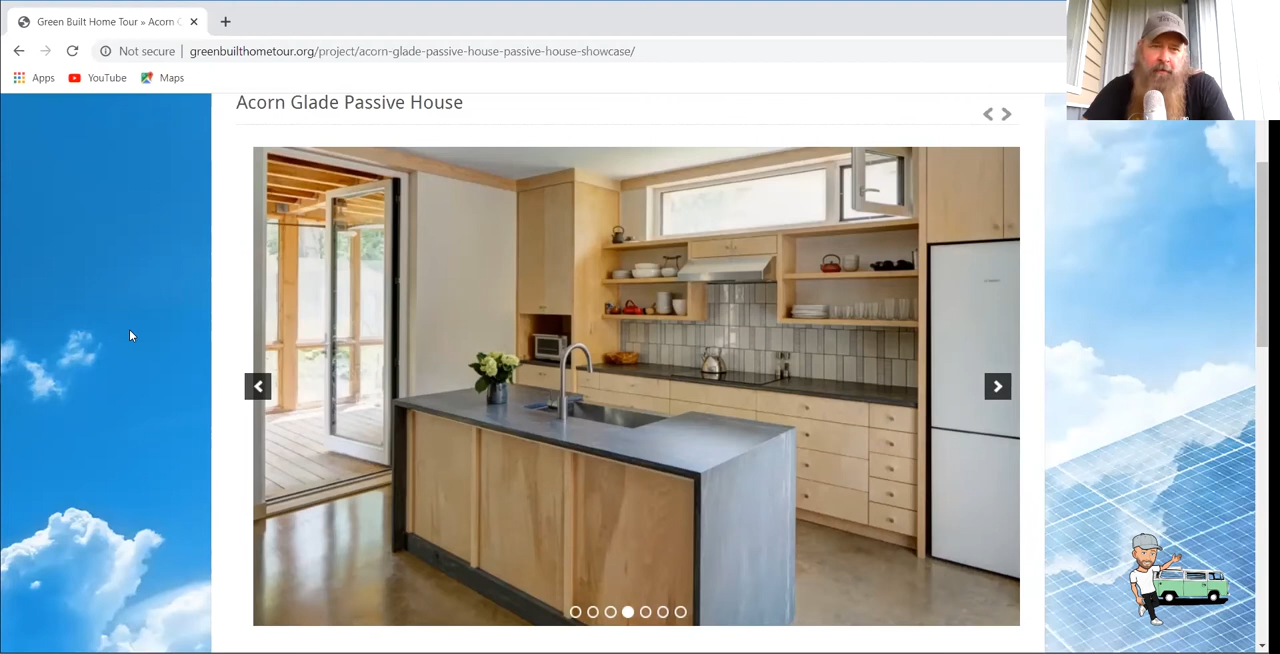 Green Built Home Tour » Acorn
Not secure | greenbuilthometour.org/project/acorn-glade-passive-house-passive-house-showcase/
Apps YouTube Maps
Acorn Glade Passive House